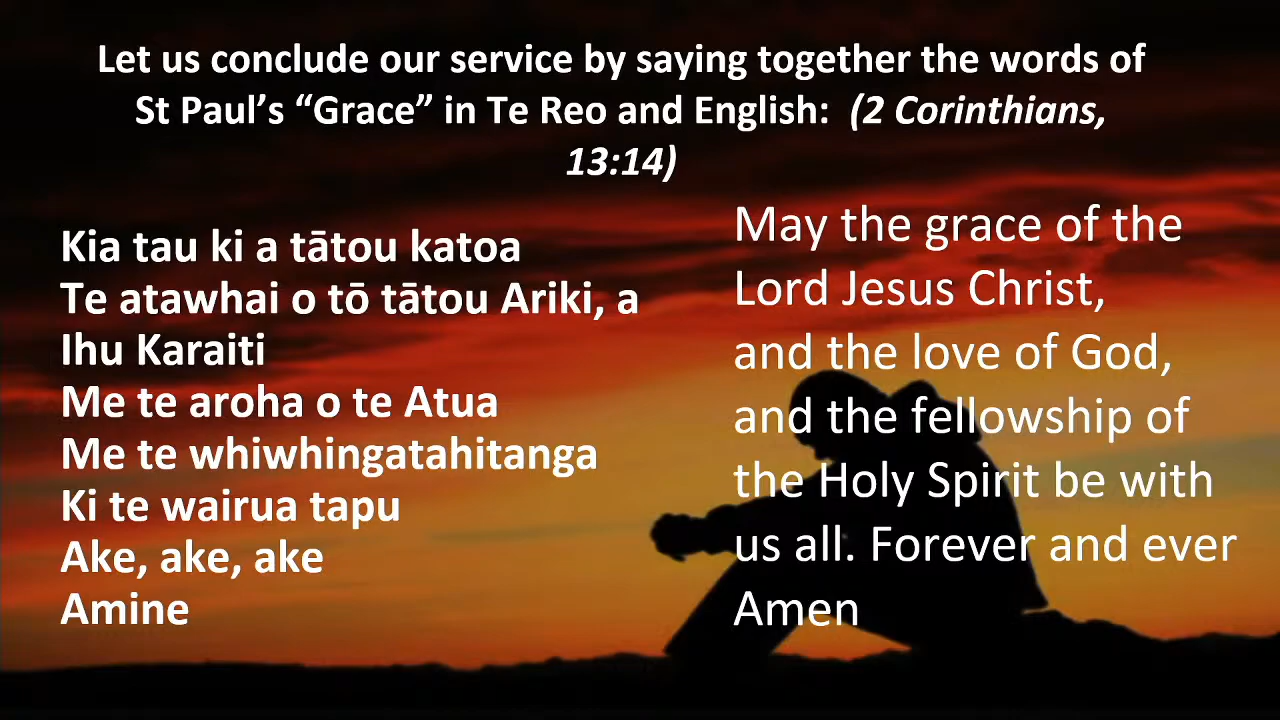 Let us conclude our service by saying together the words of
St Paul’s “Grace” in Te Reo and English:  (2 Corinthians,
13:14)
Kia tau ki a tātou katoa
Te atawhai o tō tātou Ariki, a
Ihu Karaiti
Me te aroha o te Atua
Me te whiwhingatahitanga
Ki te wairua tapu
Ake, ake, ake
Amine
May the grace of the
Lord Jesus Christ,
and the love of God,
and the fellowship of
the Holy Spirit be with
us all. Forever and ever
Amen